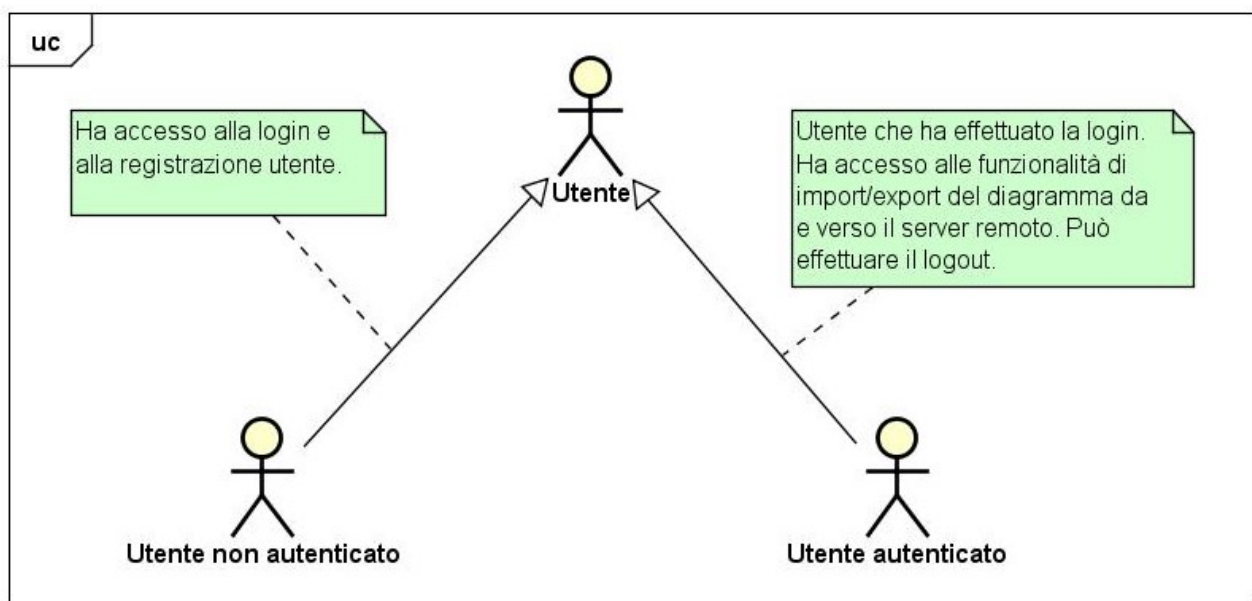 uc
Ha accesso alla login e
alla registrazione utente.
Utente che ha effettuato la login.
Ha accesso alle funzionalità di
import/export del diagramma da
e verso il server remoto. Può
effettuare il logout.
Utente
Utente non autenticato
Utente autenticato